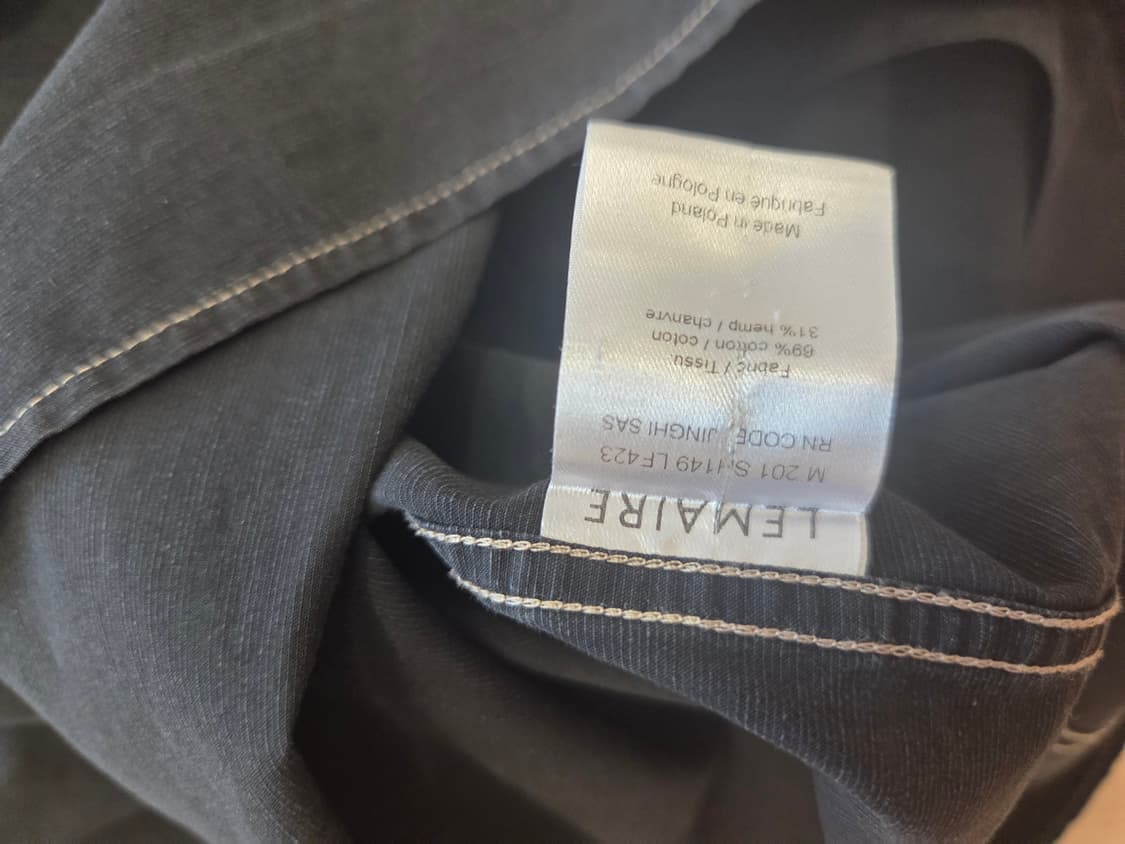 LEMAIRE
M 201 SH149 LF423
RN CODE JINGHI SAS
Fabric / Tissu:
69% cotton / coton
31% hemp / chanvre
Made in Poland
Fabriqué en Pologne